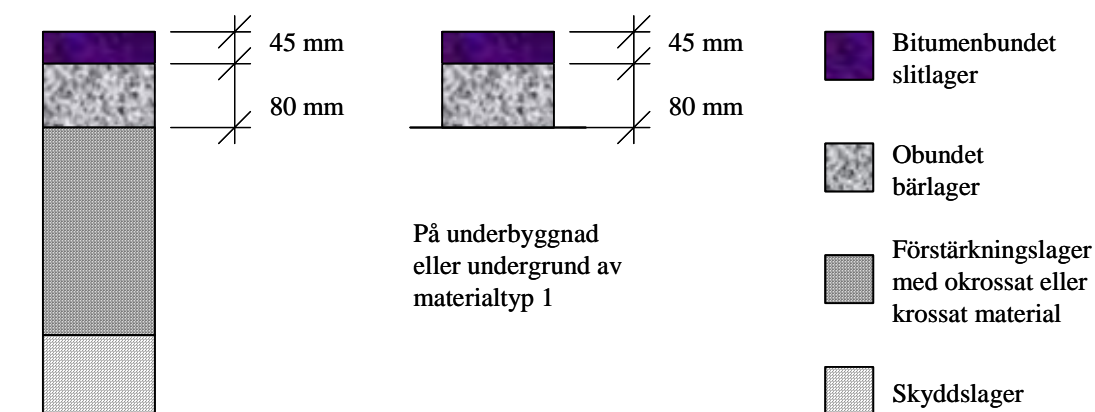 45 mm
80 mm
45 mm
80 mm
På underbyggnad
eller undergrund av
materialtyp 1
Bitumenbundet
slitlager
Obundet
bärlager
Förstärkningslager
med okrossat eller
krossat material
Skyddslager